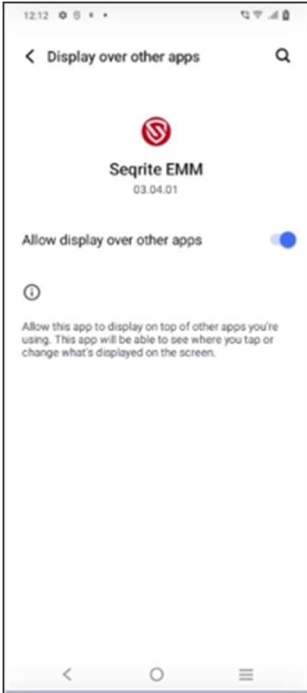 12:12
Display over other apps
Seqrite EMM
03.04.01
Allow display over other apps
Allow this app to display on top of other apps you're
using. This app will be able to see where you tap or
change what's displayed on the screen.